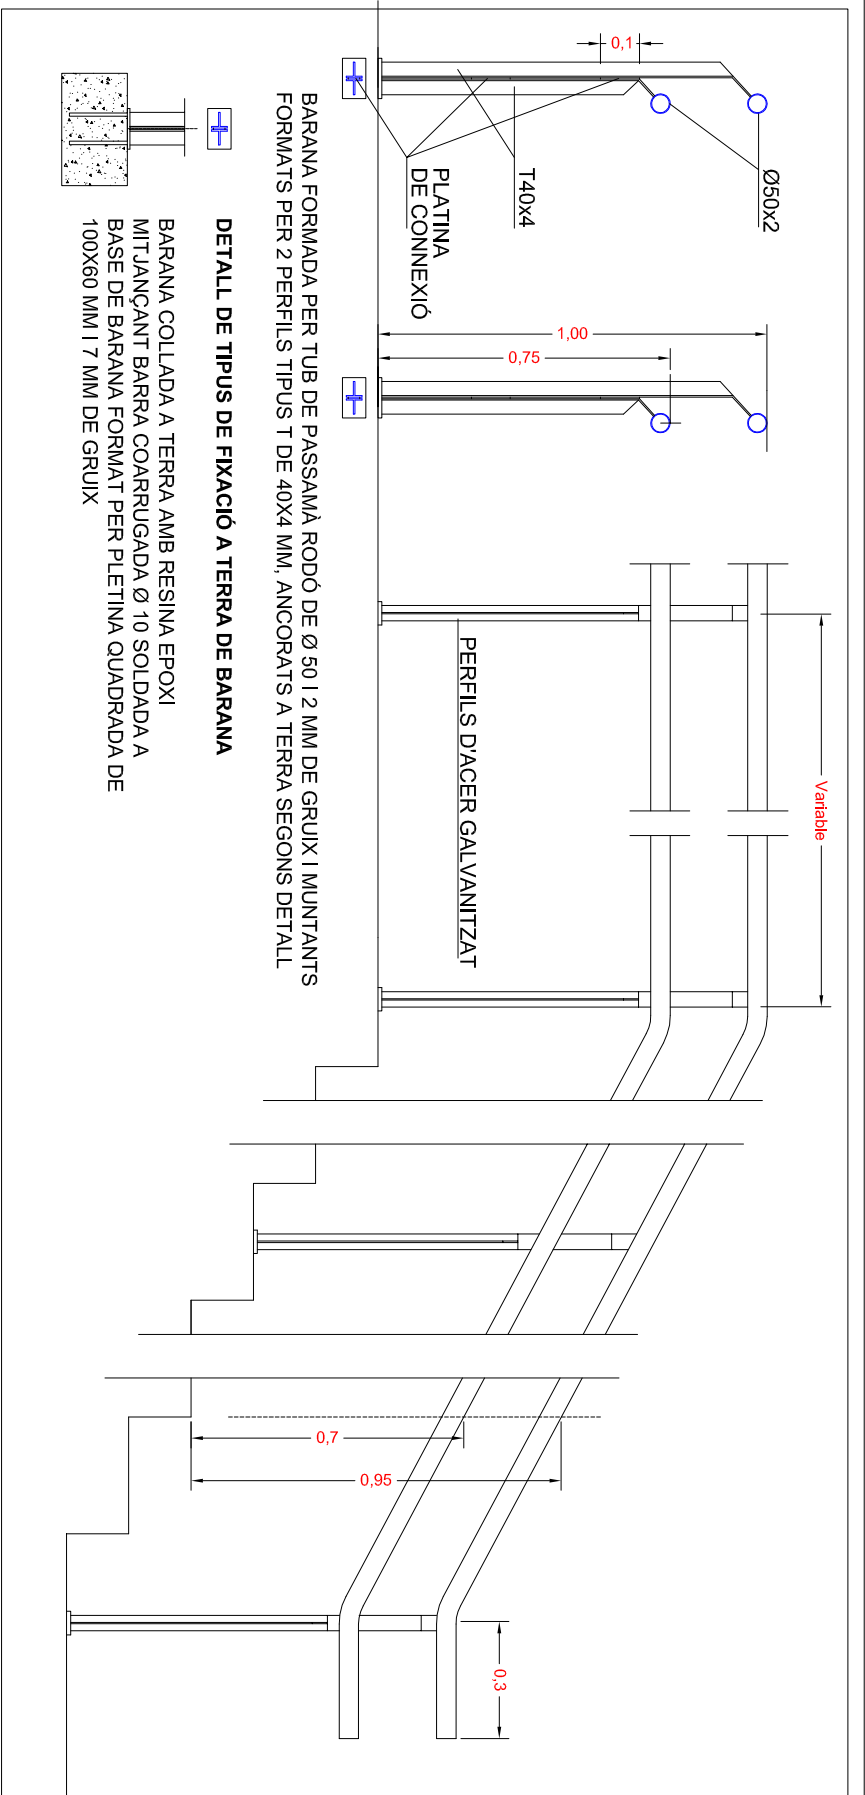 0,1
Ø50x2
T40x4
PLATINA
DE CONNEXIÓ
1,00
0,75
Variable
PERFILS D'ACER GALVANITZAT
0,7
0,95
0,3
BARANA FORMADA PER TUB DE PASSAMÀ RODÓ DE Ø 50 I 2 MM DE GRUIX I MUNTANTS
FORMATS PER 2 PERFILS TIPUS T DE 40X4 MM, ANCORATS A TERRA SEGONS DETALL
DETALL DE TIPUS DE FIXACIÓ A TERRA DE BARANA
BARANA COLLADA A TERRA AMB RESINA EPOXI
MITJANÇANT BARRA COARRUGADA Ø 10 SOLDADA A
BASE DE BARANA FORMAT PER PLETINA QUADRADA DE
100X60 MM I 7 MM DE GRUIX